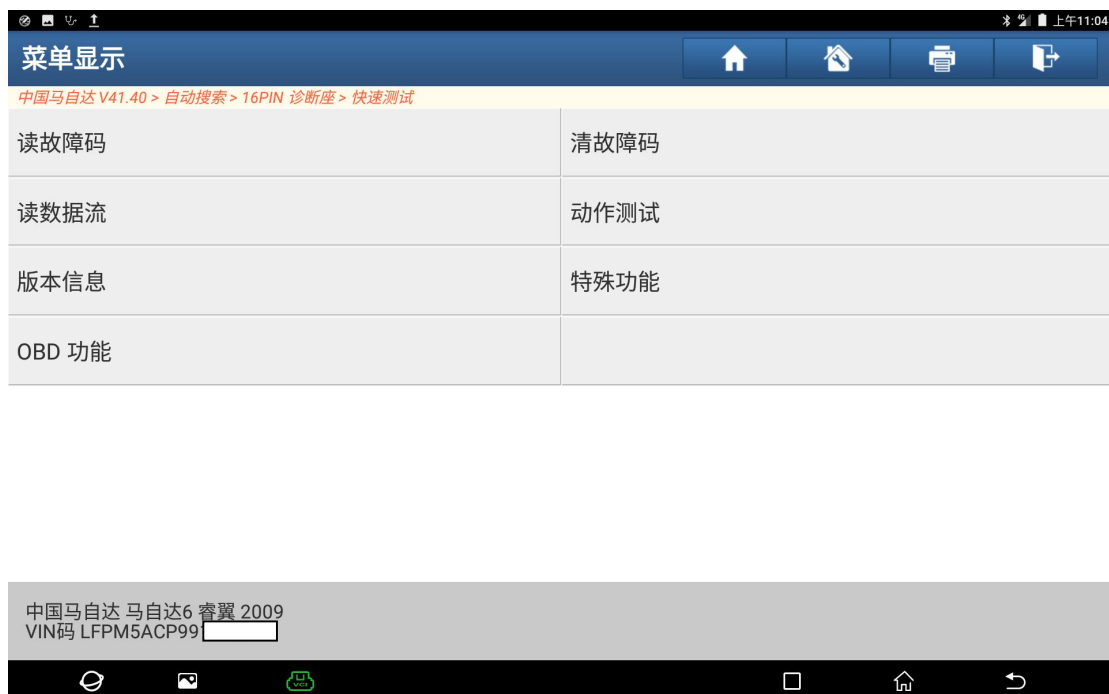 4G 上午11:04
菜单显示
中国马自达 V41.40 > 自动搜索 > 16PIN 诊断座 > 快速测试
读故障码 清故障码
读数据流 动作测试
版本信息 特殊功能
OBD 功能
中国马自达 马自达6 睿翼 2009
VIN码 LFPM5ACP99
VCI